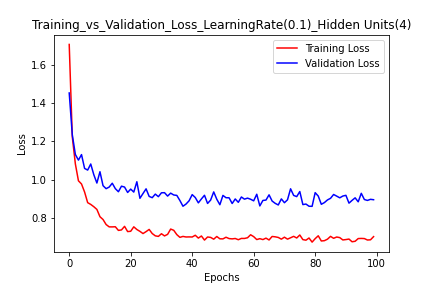 Training_vs_Validation_Loss_LearningRate(0.1)_Hidden Units(4)
Training Loss
Validation Loss
1.6
1.4
1.2
1.0
0.8
Loss
0
20
40
60
80
100
Epochs